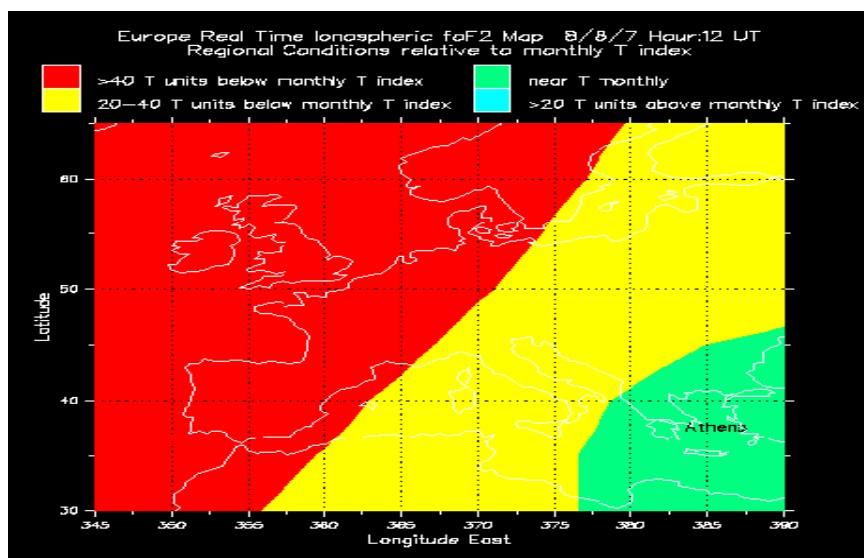 Europe Real Time Ionospheric foF2 Map 8/8/7 Hour:12 UT
Regional Conditions relative to monthly T index
>40 T units below monthly T index
near T monthly
20-40 T units below monthly T index
>20 T units above monthly T index
60
50
40
30
Latitude
Athens
345 350 355 360 365 370 375 380 385 390
Longitude East